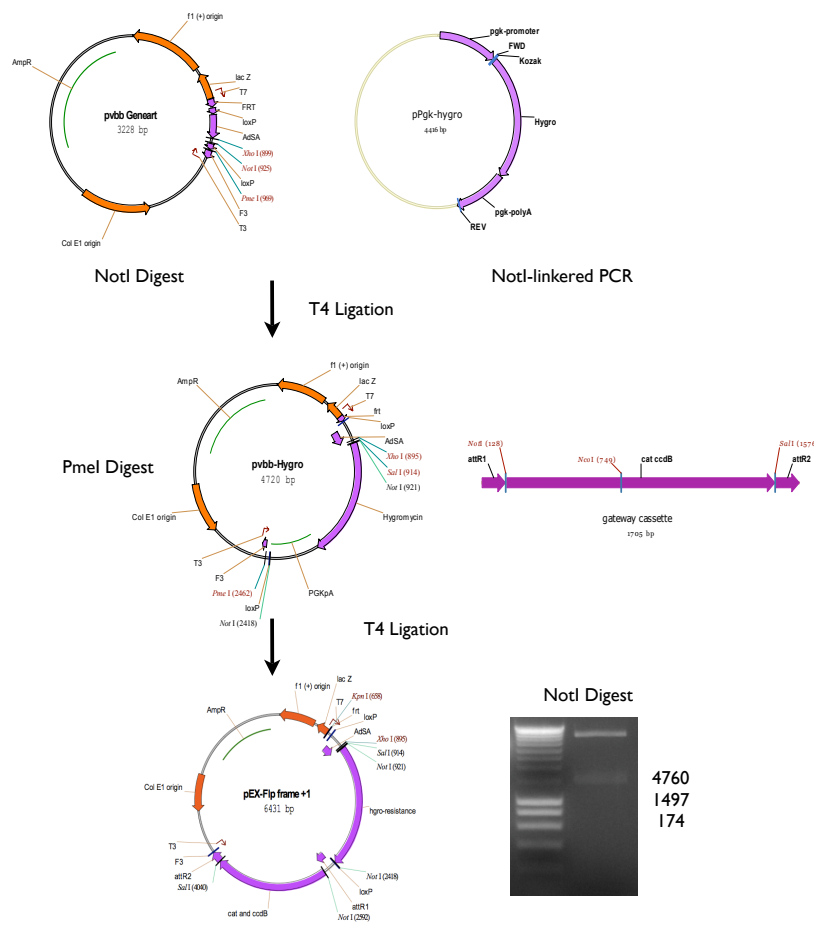 f1 (+) origin
AmpR
lac Z
T7
FRT
loxP
AdSA
Xho I (899)
Not I (925)
loxP
Pme I (969)
F3
T3
Col E1 origin
pvbb Geneart
3228 bp
pgk-promoter
FWD
Kozak
pPgk-hygro
4416 bp
Hygro
pgk-polyA
REV
NotI Digest
NotI-linkered PCR
T4 Ligation
f1 (+) origin
AmpR
lac Z
T7
frt
loxP
AdSA
Xho I (895)
Sal I (914)
Not I (921)
pvbb-Hygro
4720 bp
PmeI Digest
Col E1 origin
Hygromycin
T3
F3
Pme I (2462)
loxP
Not I (2418)
PGKpA
NotI (128)
attR1
NcoI (749)
cat ccdB
SalI (1576
attR2
gateway cassette
1705 bp
T4 Ligation
f1 (+) origin
lac Z
T7
Kpn I (658)
frt
loxP
AdSA
AmpR
Xho I (895)
Sal I (914)
Not I (921)
Col E1 origin
pEX-Flp frame +1
6431 bp
hgro-resistance
T3
F3
attR2
Sal I (4040)
cat and ccdB
Not I (2418)
loxP
attR1
Not I (2592)
NotI Digest
4760
1497
174